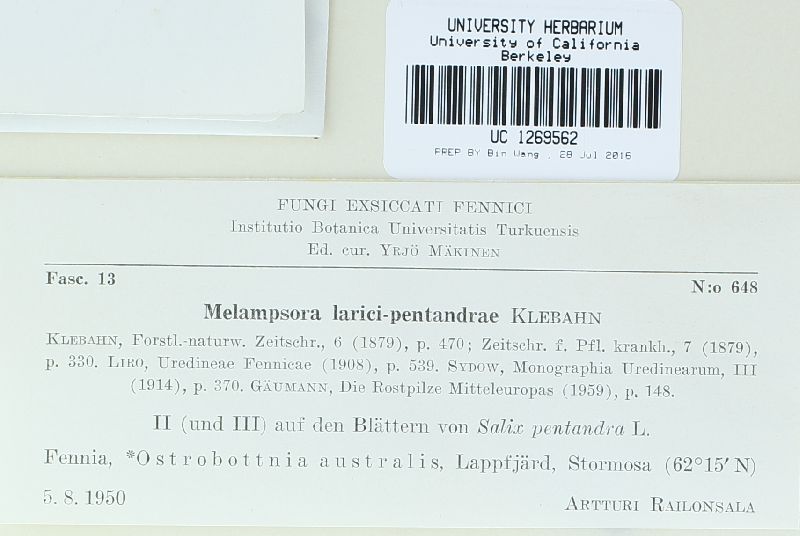 UNIVERSITY HERBARIUM
University of California
Berkeley
UC 1269562
PREP BY Bin Wang , 28 Jul 2016
FUNGI EXSICCATI FENNICI
Institutio Botanica Universitatis Turkuensis
Ed. cur. YRJÖ MÄKINEN
Fasc. 13
N:o 648
Melampsora larici-pentandrae KLEBAHN
KLEBAHN, Forstl.-naturw. Zeitschr., 6 (1879), p. 470; Zeitschr. f. Pfl. krankh., 7 (1879),
p. 330. LIRO, Uredineae Fennicae (1908), p. 539. SYDOW, Monographia Uredinearum, III
(1914), p. 370. GÄUMANN, Die Rostpilze Mitteleuropas (1959), p. 148.
II (und III) auf den Blättern von Salix pentandra L.
Fennia, *Ostrobottnia australis, Lappfjärd, Stormosa (62°15′ N)
5. 8. 1950
ARTTURI RAILONSALA